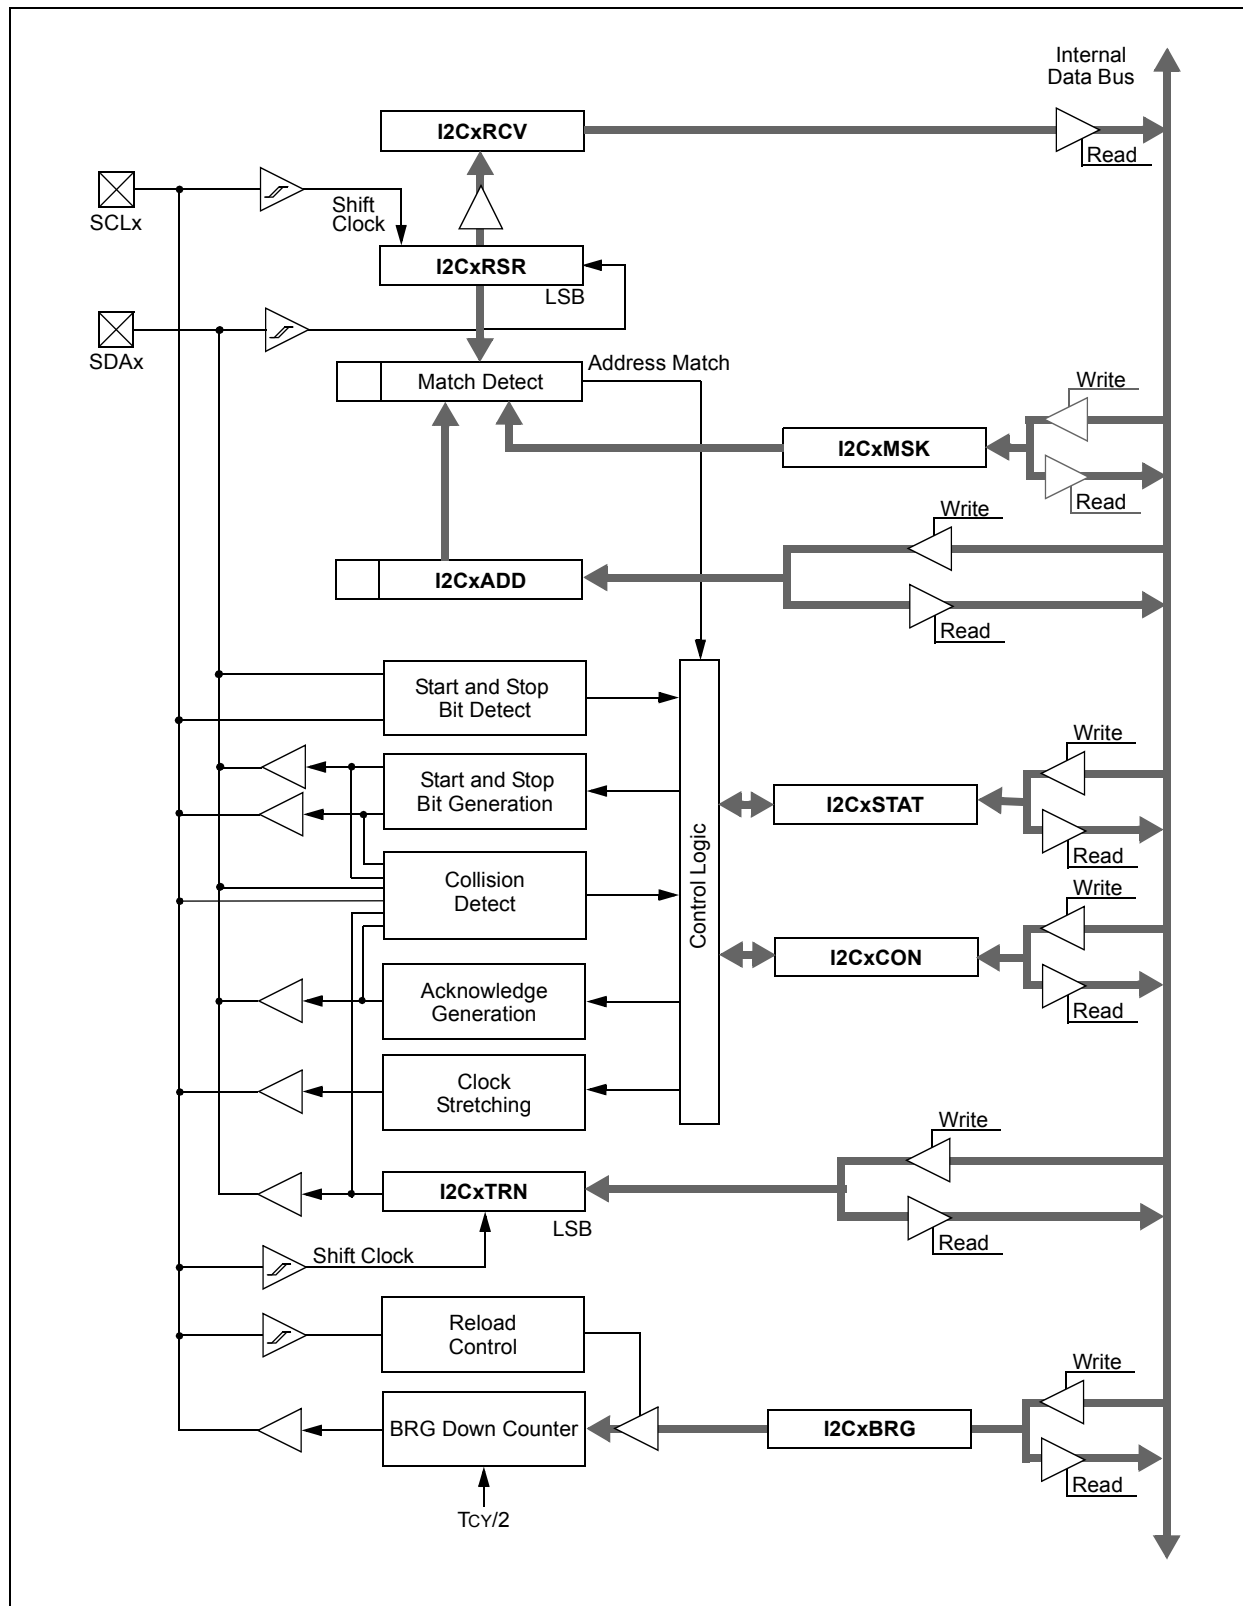 Internal
Data Bus
I2CxRCV
Read
SCLx
Shift
Clock
I2CxRSR
LSB
SDAx
Address Match
Match Detect
Write
I2CxMSK
Read
Write
I2CxADD
Read
Start and Stop
Bit Detect
Start and Stop
Bit Generation
Write
I2CxSTAT
Read
Collision
Detect
Control Logic
Write
I2CxCON
Read
Acknowledge
Generation
Clock
Stretching
Write
I2CxTRN
LSB
Read
Shift Clock
Reload
Control
Write
BRG Down Counter
I2CxBRG
Read
TCY/2